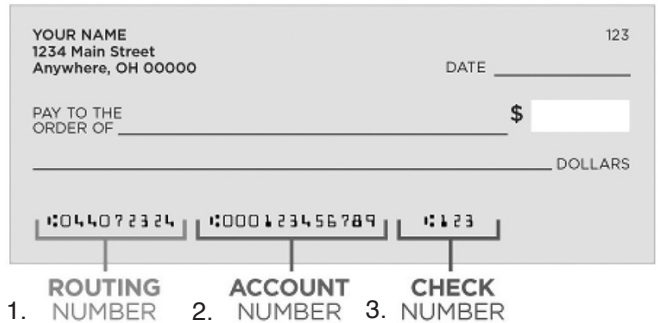 YOUR NAME
1234 Main Street
Anywhere, OH 00000
123
DATE
PAY TO THE
ORDER OF
$
DOLLARS
⑆044072324 ⑆000123456789 ⑆123
1. ROUTING NUMBER
2. ACCOUNT NUMBER
3. CHECK NUMBER